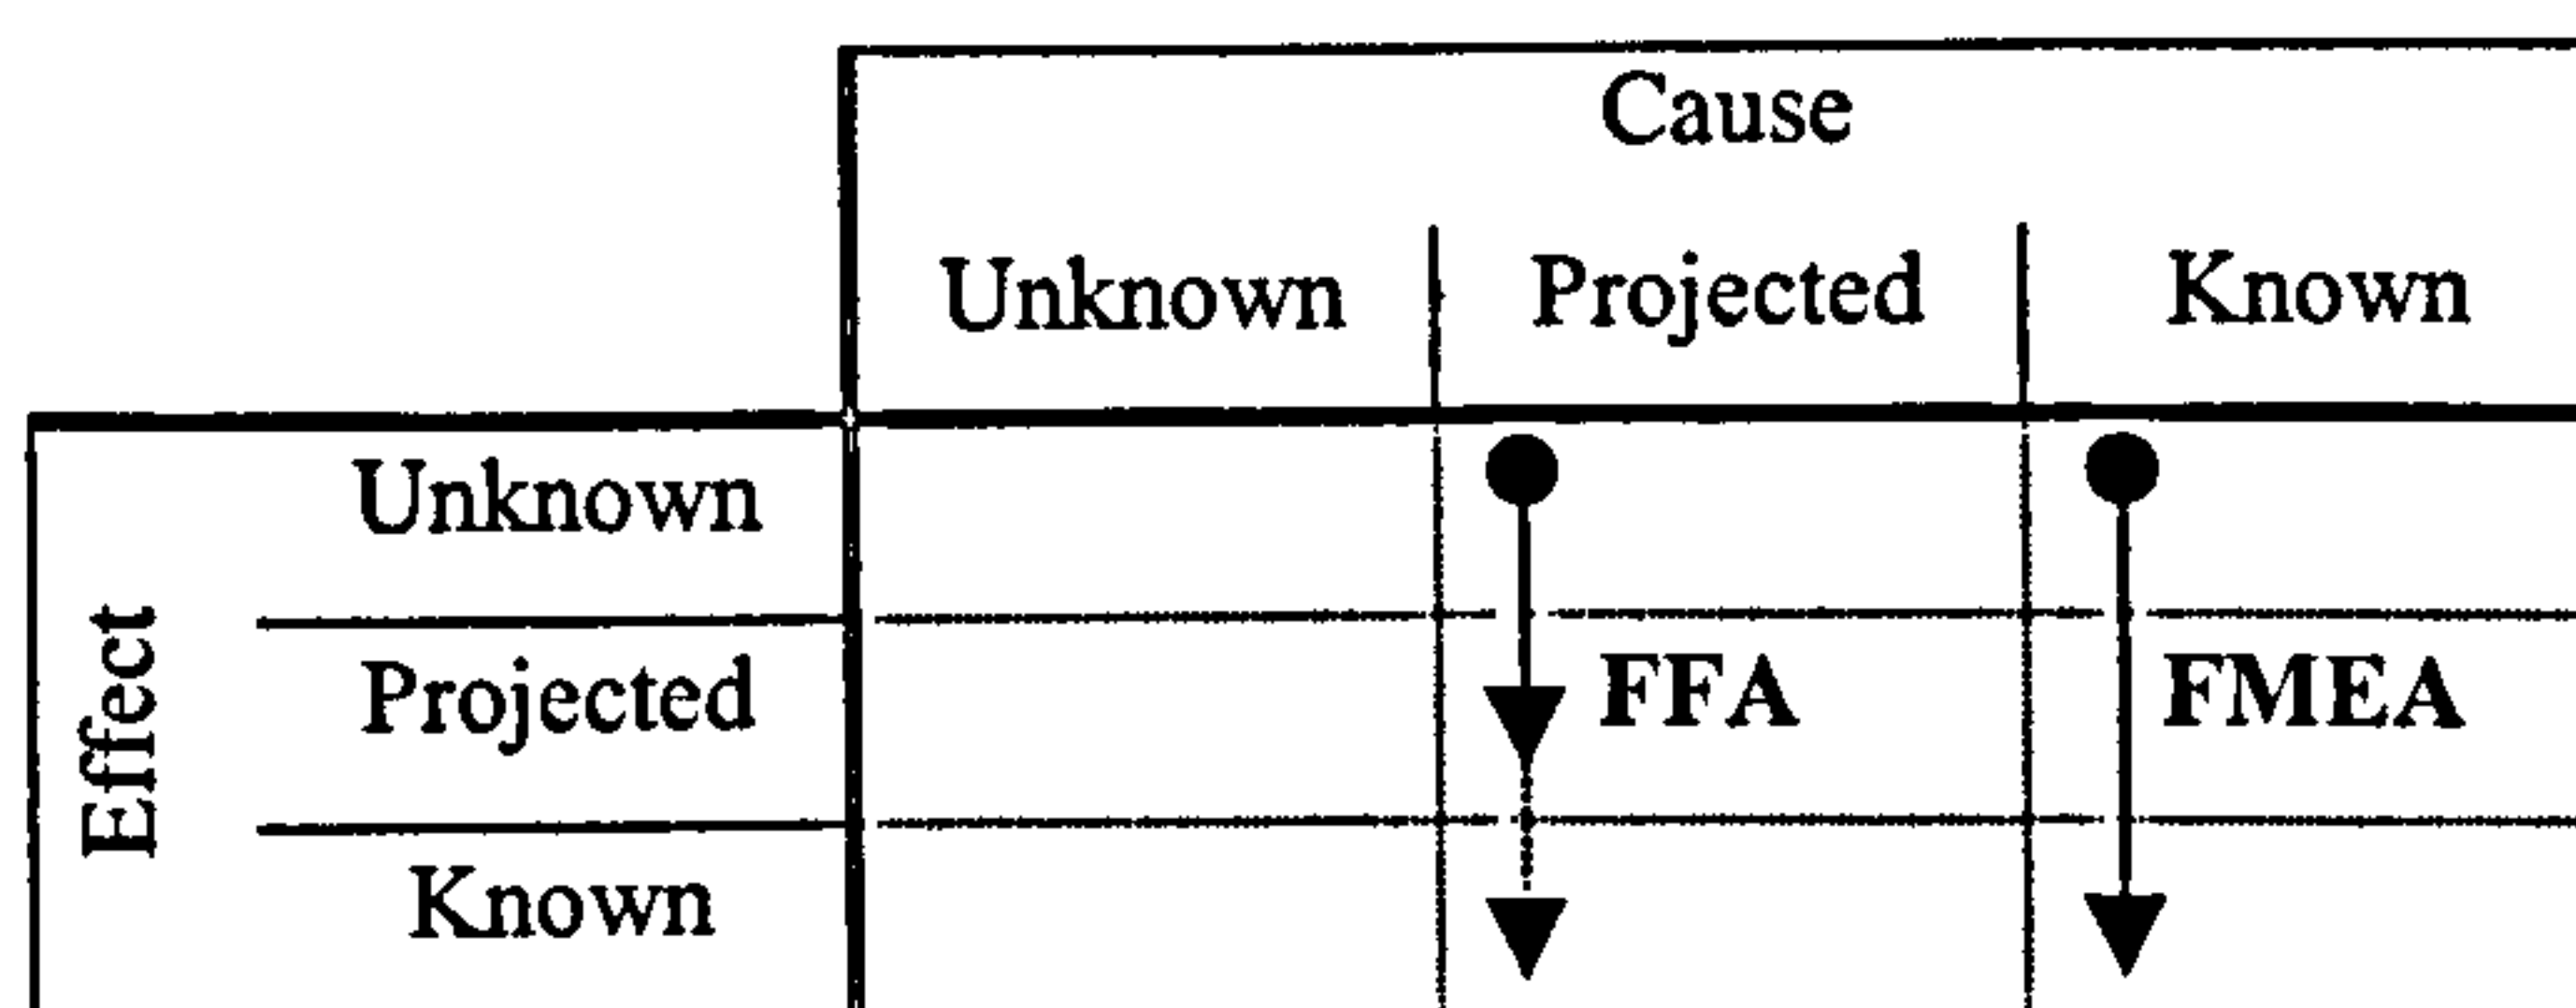 Cause
Unknown Projected Known
Unknown
Effect
Projected FFA FMEA
Known